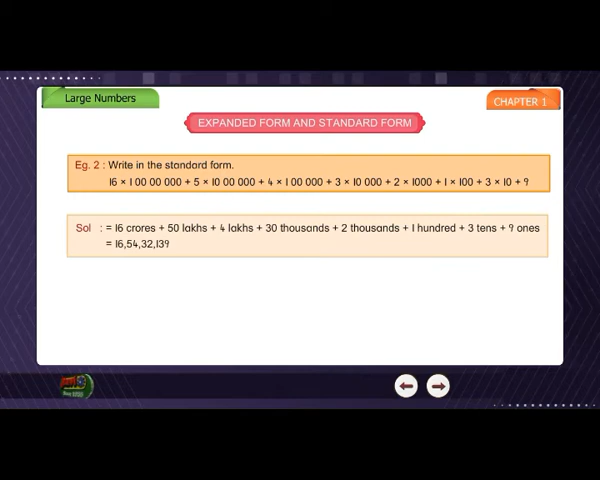 Large Numbers
CHAPTER 1
EXPANDED FORM AND STANDARD FORM
Eg. 2 : Write in the standard form.
16 × 1 00 00 000 + 5 × 10 00 000 + 4 × 1 00 000 + 3 × 10 000 + 2 × 1000 + 1 × 100 + 3 × 10 + 9
Sol : = 16 crores + 50 lakhs + 4 lakhs + 30 thousands + 2 thousands + 1 hundred + 3 tens + 9 ones
= 16,54,32,139